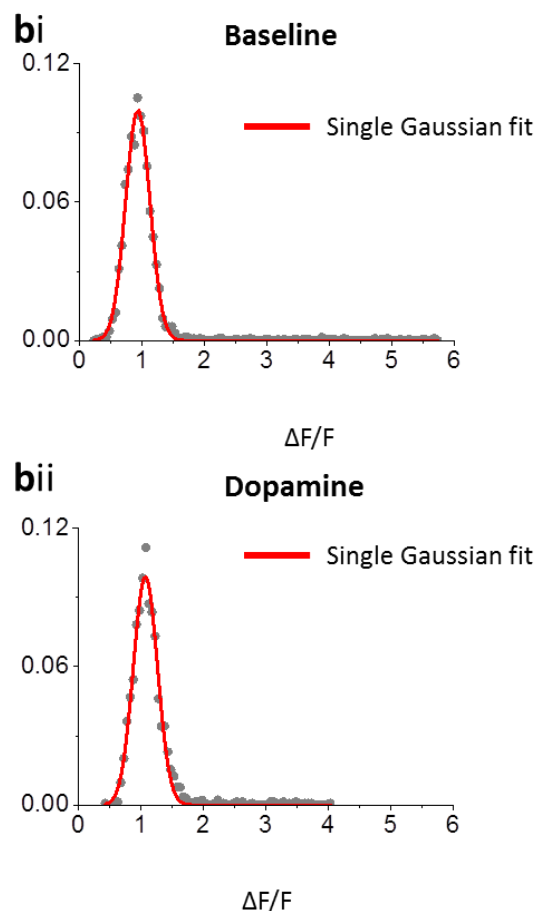 bi
Baseline
0.12
Single Gaussian fit
0.06
0.00
0 1 2 3 4 5 6
ΔF/F
bii
Dopamine
0.12
Single Gaussian fit
0.06
0.00
0 1 2 3 4 5 6
ΔF/F